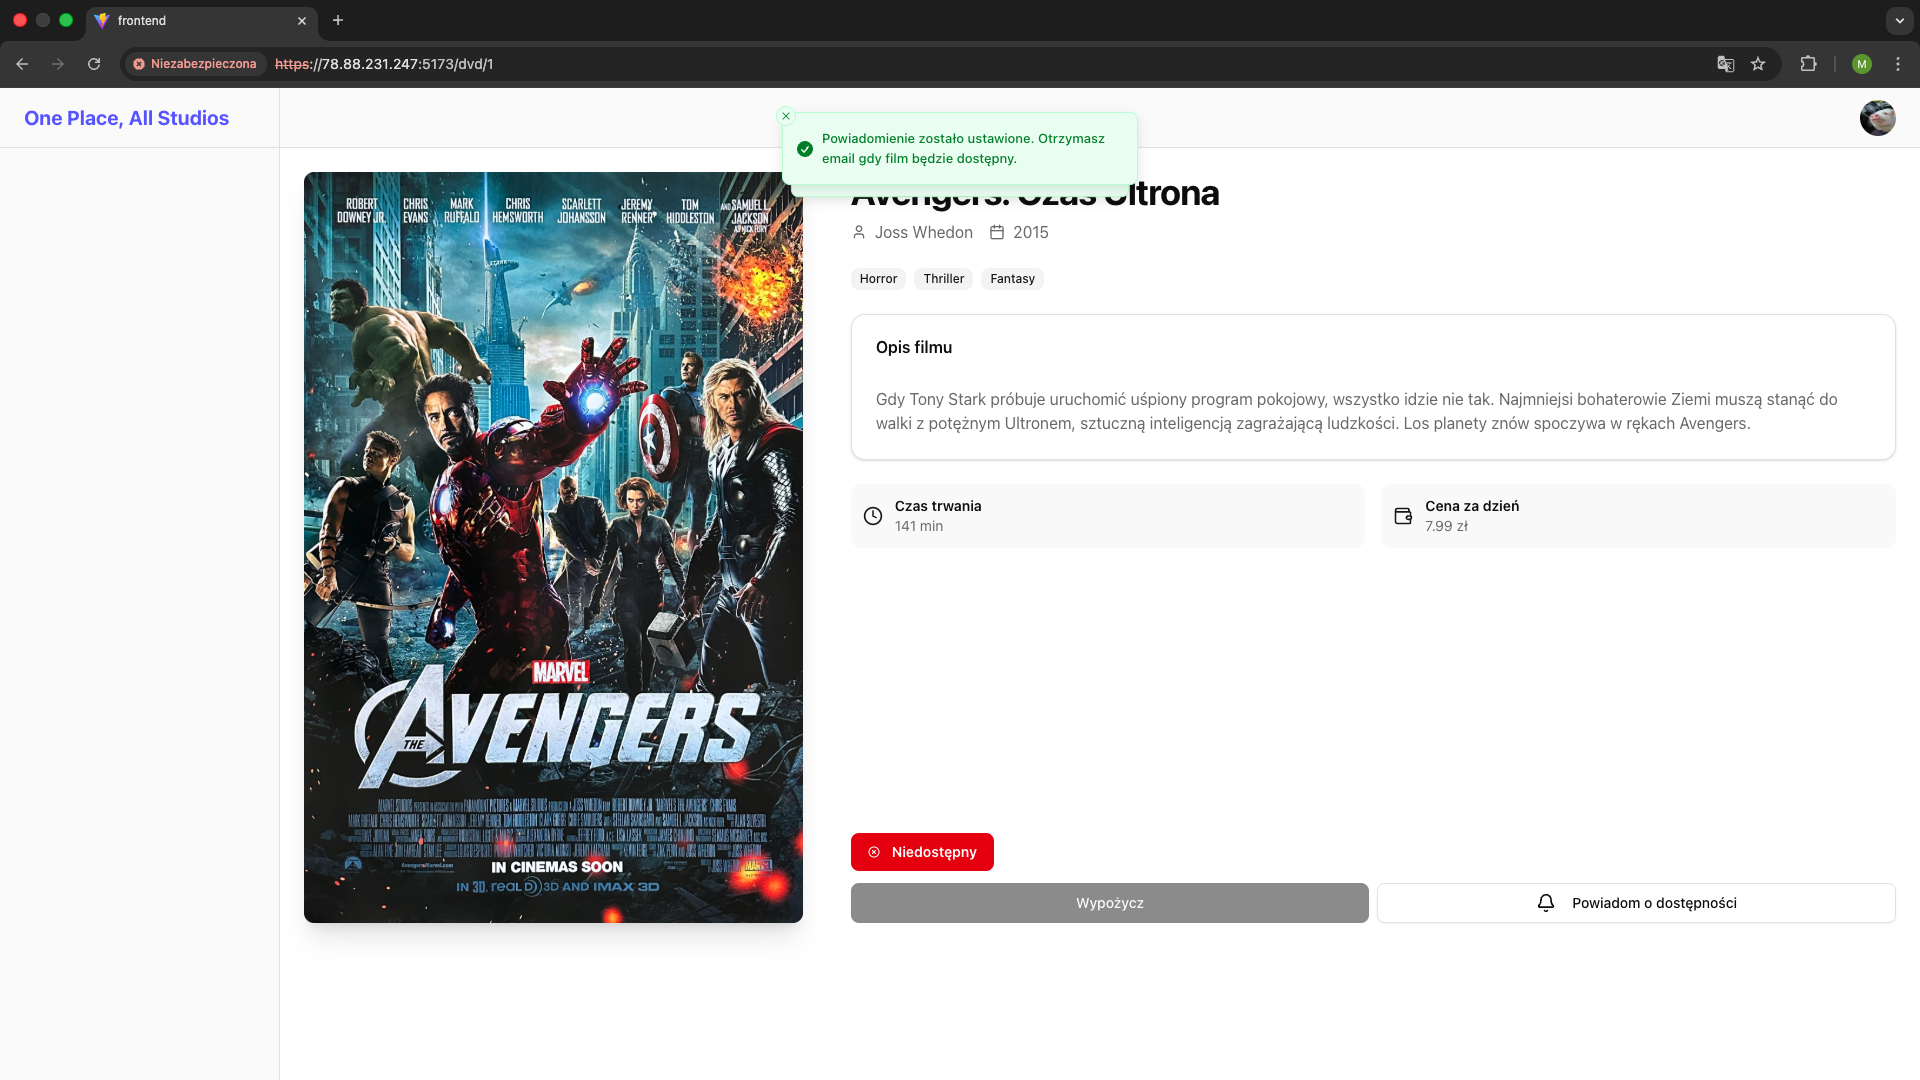 frontend
Niezabezpieczona
https://78.88.231.247:5173/dvd/1
M
One Place, All Studios
Powiadomienie zostało ustawione. Otrzymasz
email gdy film będzie dostępny.
ROBERT DOWNEY JR.
CHRIS EVANS
MARK RUFFALO
CHRIS HEMSWORTH
SCARLETT JOHANSSON
JEREMY RENNER
TOM HIDDLESTON
AND SAMUEL L. JACKSON
AS NICK FURY
STARK
MARVEL
THE AVENGERS
IN CINEMAS SOON
IN 3D, REAL D 3D AND IMAX 3D
MARVEL
Avengers: Czas Ultrona
Joss Whedon
2015
Horror
Thriller
Fantasy
Opis filmu
Gdy Tony Stark próbuje uruchomić uśpiony program pokojowy, wszystko idzie nie tak. Najmniejsi bohaterowie Ziemi muszą stanąć do
walki z potężnym Ultronem, sztuczną inteligencją zagrażającą ludzkości. Los planety znów spoczywa w rękach Avengers.
Czas trwania
141 min
Cena za dzień
7.99 zł
Niedostępny
Wypożycz
Powiadom o dostępności